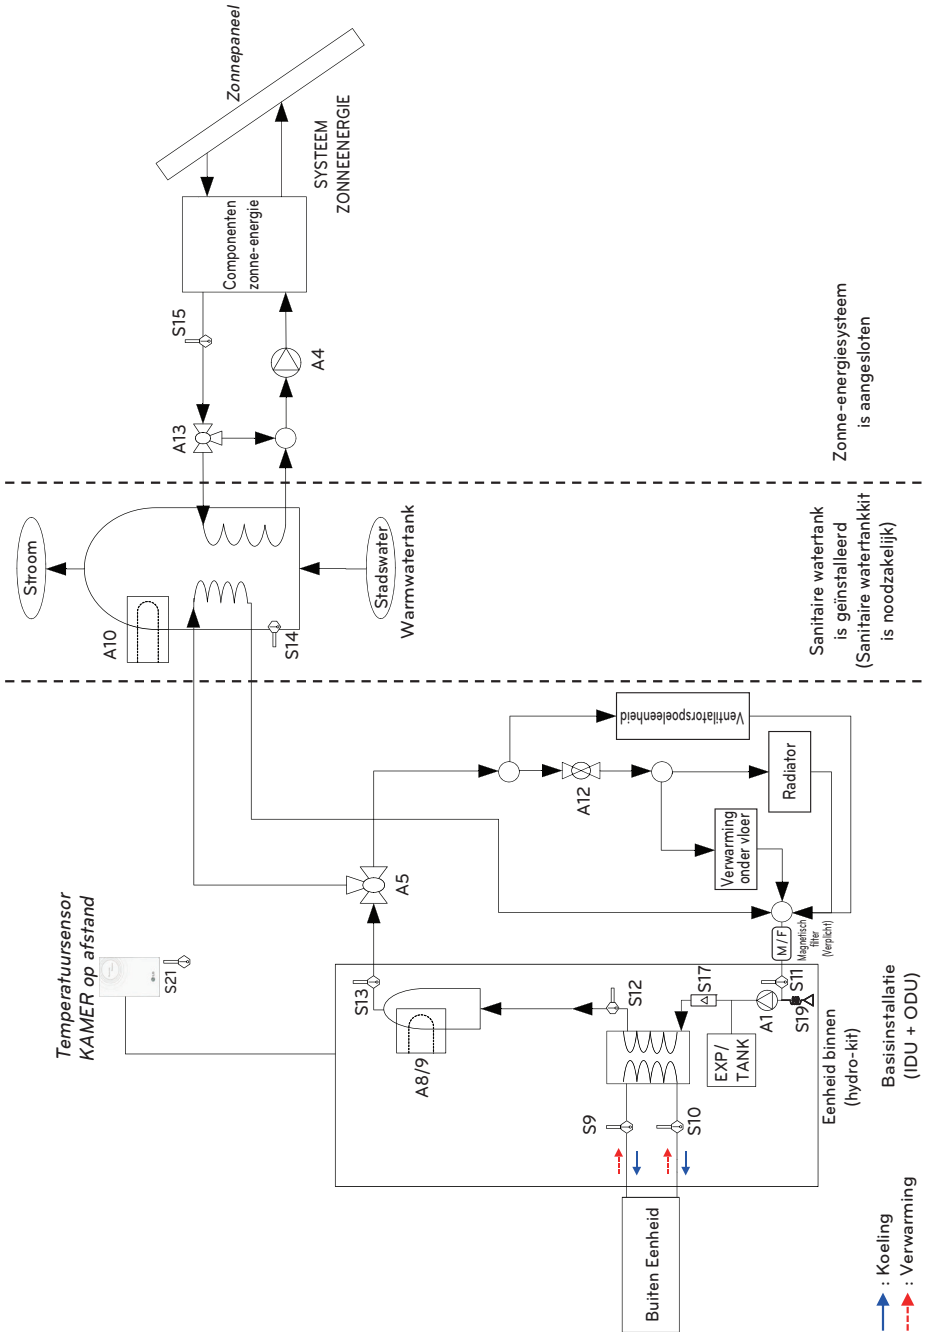 Zonnepaneel
SYSTEEM
ZONNEENERGIE
Componenten
zonne-energie
S15
A4
A13
Zonne-energiesysteem
is aangesloten
Stroom
A10
S14
Stadswater
Warmwatertank
Sanitaire watertank
is geïnstalleerd
(Sanitaire watertankkit
is noodzakelijk)
Temperatuursensor
KAMER op afstand
S21
A5
Ventilatorspoeleenheid
A12
Radiator
Verwarming
onder vloer
M/F
Magnetisch
filter
(Verplicht)
S13
A8/9
S12
S17
S11
A1
S19
EXP/
TANK
S9
S10
Eenheid binnen
(hydro-kit)
Basisinstallatie
(IDU + ODU)
Buiten Eenheid
: Koeling
: Verwarming